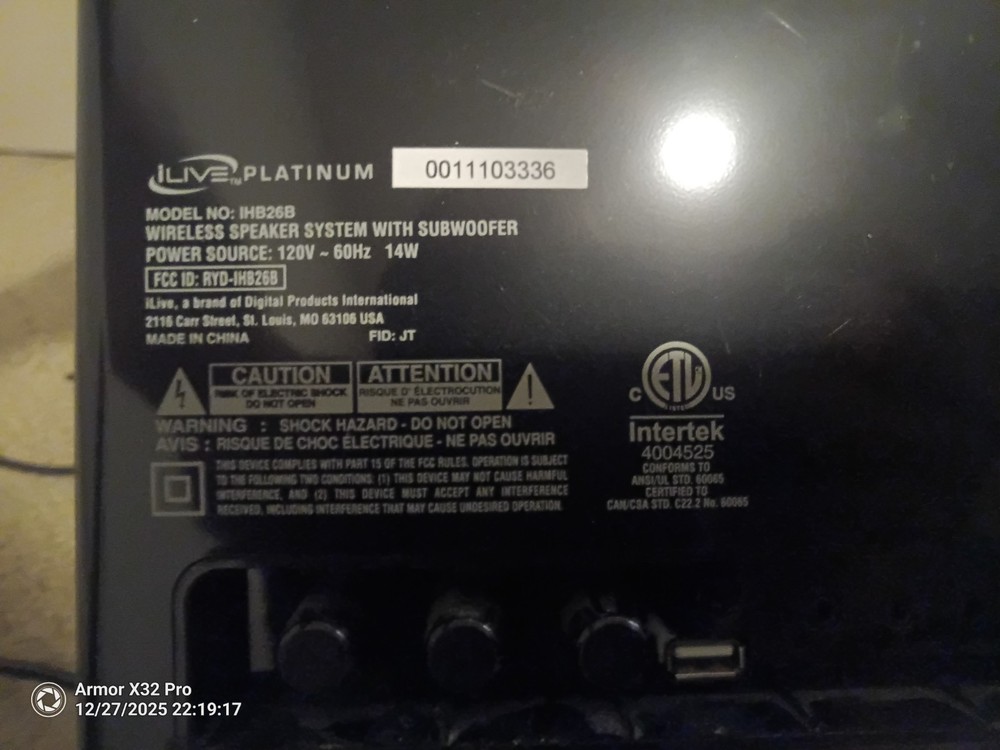 iLIVE™ PLATINUM 0011103336
MODEL NO: IHB26B
WIRELESS SPEAKER SYSTEM WITH SUBWOOFER
POWER SOURCE: 120V ~ 60Hz 14W
FCC ID: RYD-IHB26B
iLive, a brand of Digital Products International
2116 Carr Street, St. Louis, MO 63106 USA
MADE IN CHINA FID: JT
CAUTION
RISK OF ELECTRIC SHOCK
DO NOT OPEN
ATTENTION
RISQUE D' ÉLECTROCUTION
NE PAS OUVRIR
WARNING : SHOCK HAZARD - DO NOT OPEN
AVIS : RISQUE DE CHOC ÉLECTRIQUE - NE PAS OUVRIR
THIS DEVICE COMPLIES WITH PART 15 OF THE FCC RULES. OPERATION IS SUBJECT
TO THE FOLLOWING TWO CONDITIONS: (1) THIS DEVICE MAY NOT CAUSE HARMFUL
INTERFERENCE, AND (2) THIS DEVICE MUST ACCEPT ANY INTERFERENCE
RECEIVED, INCLUDING INTERFERENCE THAT MAY CAUSE UNDESIRED OPERATION.
C ETL US
LISTED
Intertek
4004525
CONFORMS TO
ANSI/UL STD. 60065
CERTIFIED TO
CAN/CSA STD. C22.2 No. 60065
Armor X32 Pro
12/27/2025 22:19:17